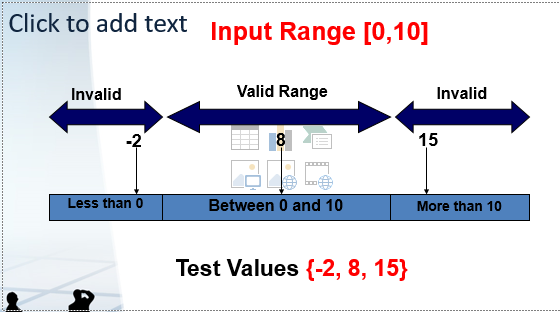 Click to add text
Input Range [0,10]
Invalid
Valid Range
Invalid
-2
8
15
Less than 0
Between 0 and 10
More than 10
Test Values {-2, 8, 15}